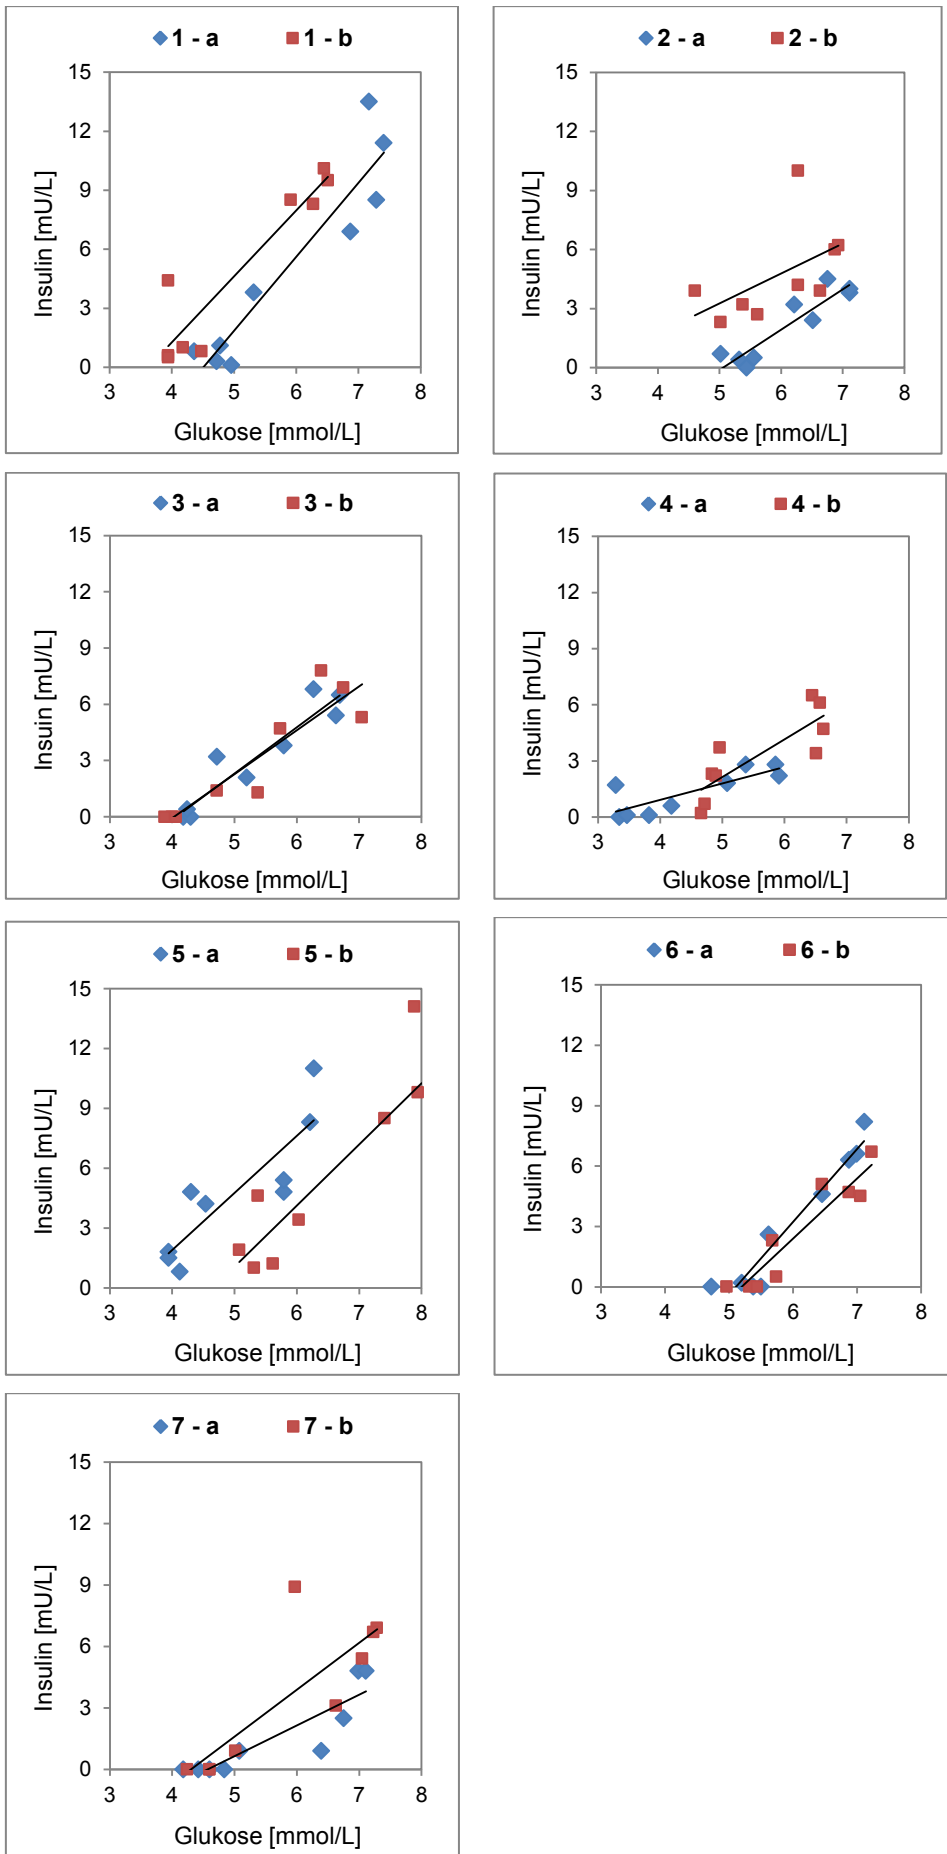 1 - a 1 - b
15
12
9
6
3
0
3 4 5 6 7 8
Insulin [mU/L]
Glukose [mmol/L]
2 - a 2 - b
15
12
9
6
3
0
3 4 5 6 7 8
Insulin [mU/L]
Glukose [mmol/L]
3 - a 3 - b
15
12
9
6
3
0
3 4 5 6 7 8
Insuin [mU/L]
Glukose [mmol/L]
4 - a 4 - b
15
12
9
6
3
0
3 4 5 6 7 8
Insulin [mU/L]
Glukose [mmol/L]
5 - a 5 - b
15
12
9
6
3
0
3 4 5 6 7 8
Insulin [mU/L]
Glukose [mmol/L]
6 - a 6 - b
15
12
9
6
3
0
3 4 5 6 7 8
Insulin [mU/L]
Glukose [mmol/L]
7 - a 7 - b
15
12
9
6
3
0
3 4 5 6 7 8
Insulin [mU/L]
Glukose [mmol/L]